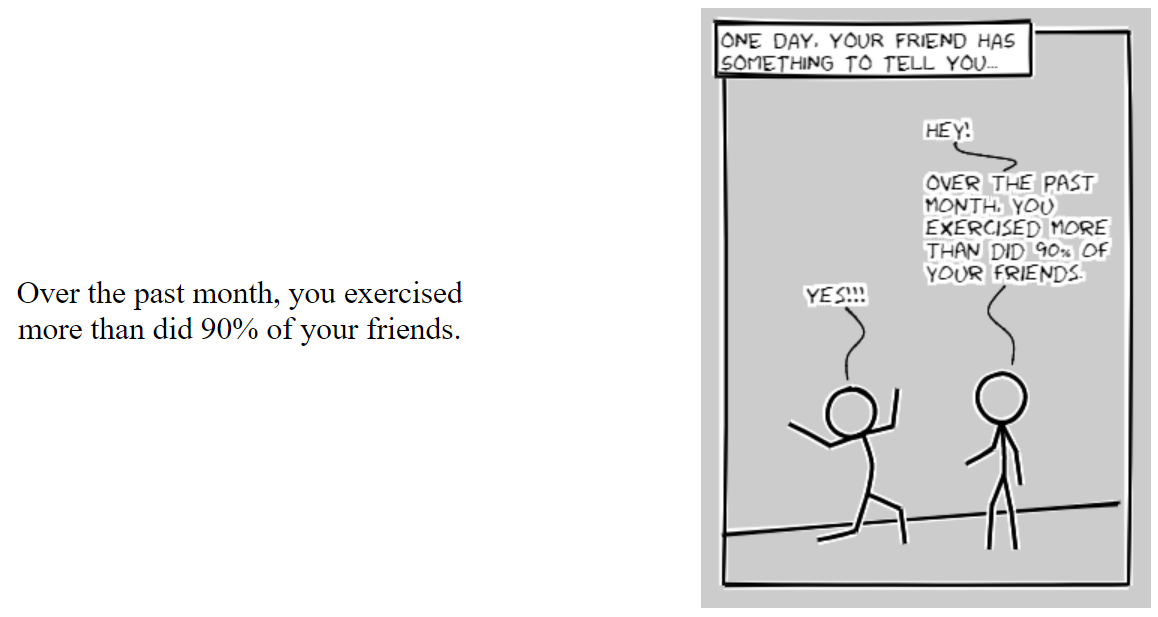 Over the past month, you exercised
more than did 90% of your friends.
ONE DAY, YOUR FRIEND HAS
SOMETHING TO TELL YOU...
HEY!
OVER THE PAST
MONTH, YOU
EXERCISED MORE
THAN DID 90% OF
YOUR FRIENDS.
YES!!!